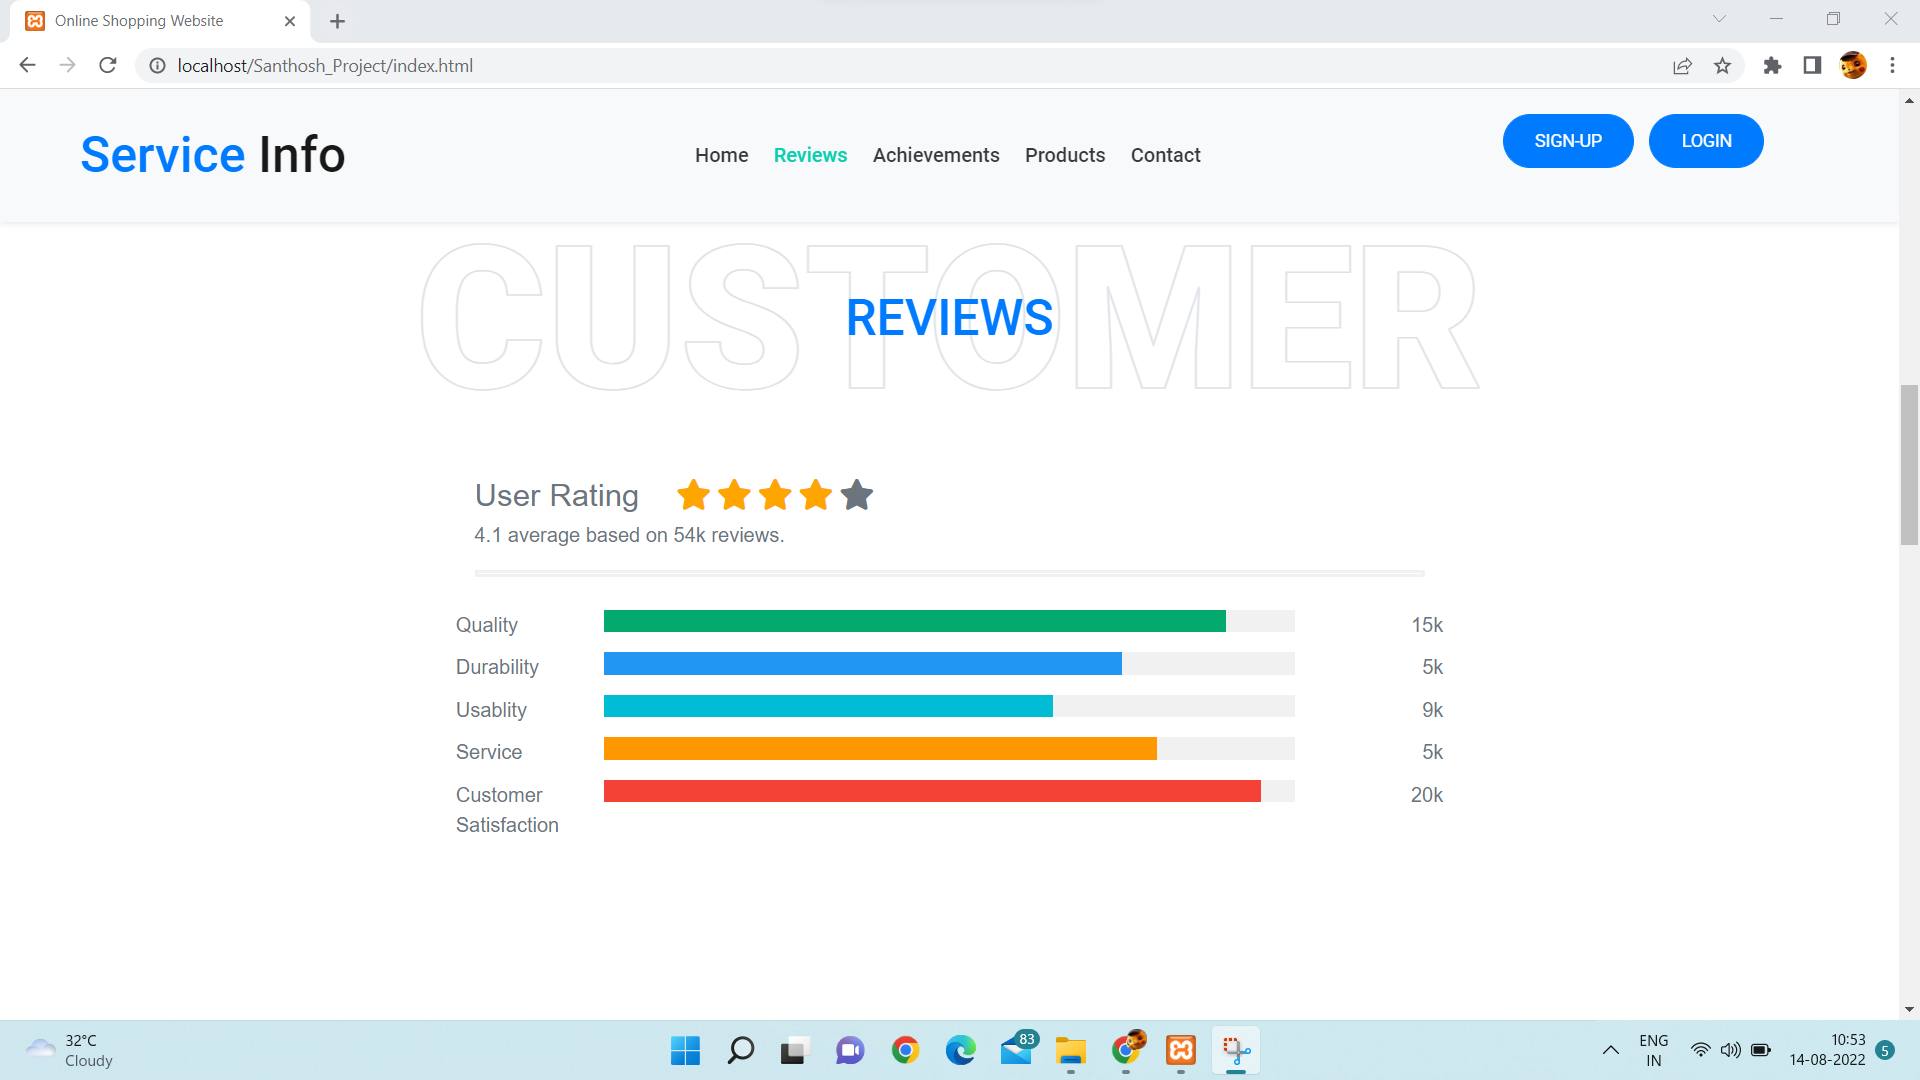 Online Shopping Website
localhost/Santhosh_Project/index.html
Service Info
Home Reviews Achievements Products Contact
SIGN-UP LOGIN
CUSTOMER
REVIEWS
User Rating
4.1 average based on 54k reviews.
Quality 15k
Durability 5k
Usablity 9k
Service 5k
Customer Satisfaction 20k
32°C
Cloudy
83
ENG
IN
10:53
14-08-2022
5